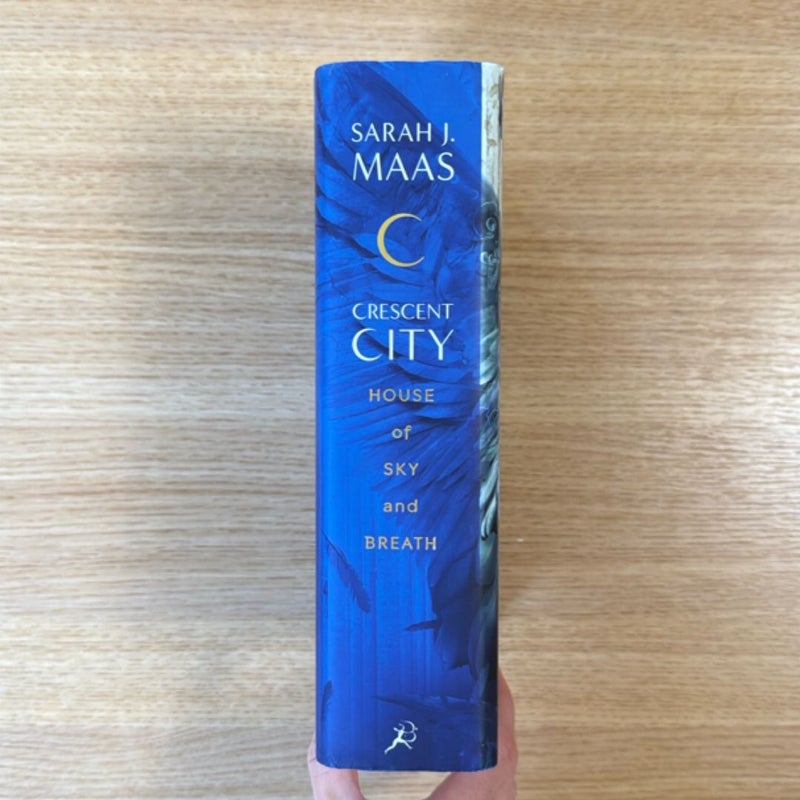 SARAH J.
MAAS
CRESCENT
CITY
HOUSE
of
SKY
and
BREATH